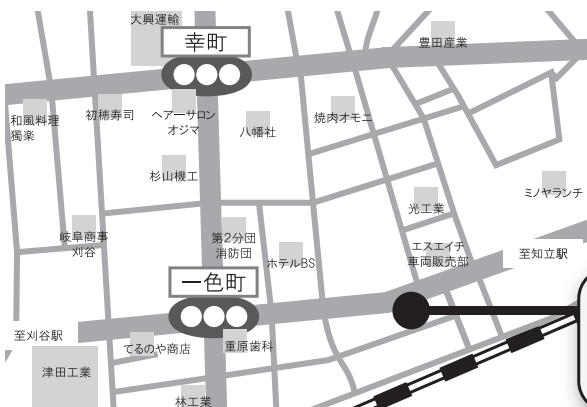 大興運輸
幸町
豊田産業
和風料理
獨楽
初穂寿司
ヘアーサロン
オジマ
八幡社
焼肉オモニ
杉山機工
ミノヤランチ
光工業
岐阜商事
刈谷
第2分団
消防団
ホテルBS
エスエイチ
車両販売部
至知立駅
一色町
至刈谷駅
てるのや商店
重原歯科
津田工業
林工業